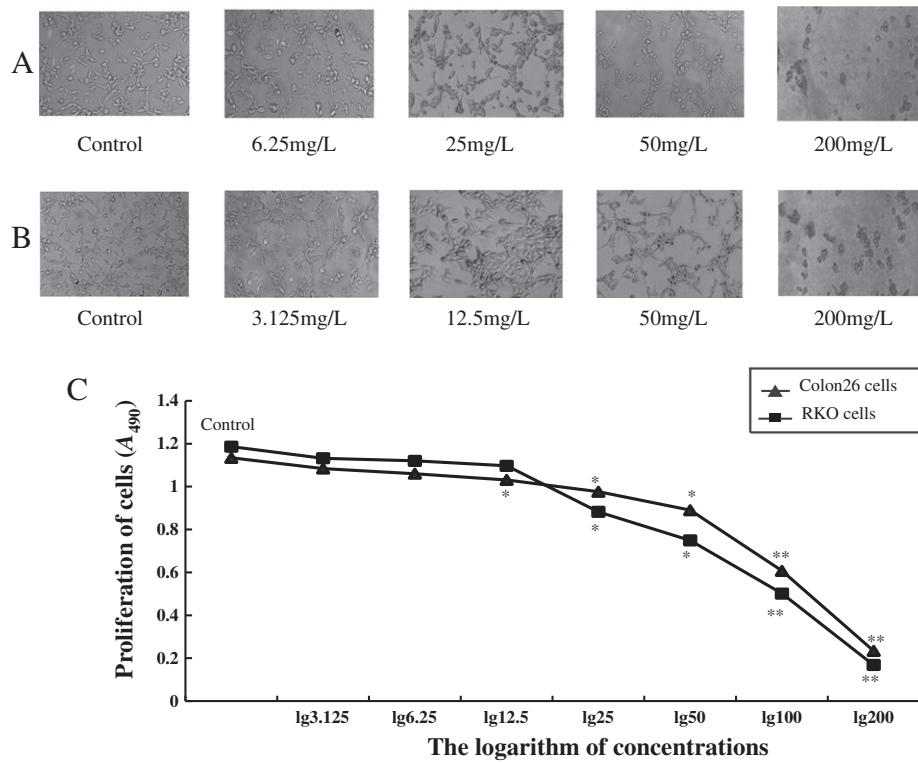 A
Control 6.25mg/L 25mg/L 50mg/L 200mg/L
B
Control 3.125mg/L 12.5mg/L 50mg/L 200mg/L
C
Colon26 cells
RKO cells
Proliferation of cells (A490)
1.4
1.2
1
0.8
0.6
0.4
0.2
0
Control
*
*
*
*
*
**
**
**
**
lg3.125 lg6.25 lg12.5 lg25 lg50 lg100 lg200
The logarithm of concentrations